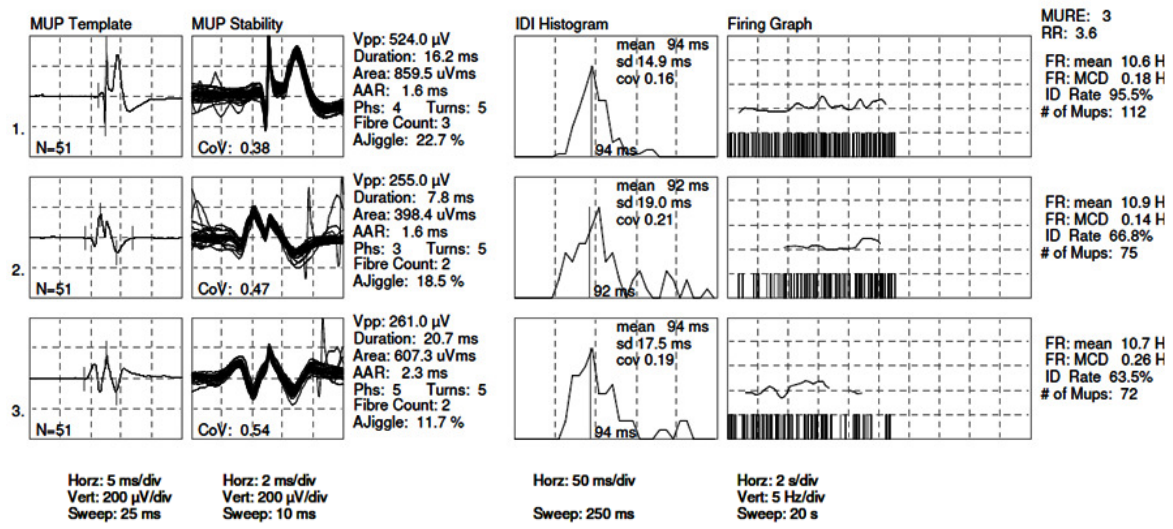 MUP Template
MUP Stability
IDI Histogram
Firing Graph
MURE: 3
RR: 3.6
1.
N=51
CoV: 0.38
Vpp: 524.0 µV
Duration: 16.2 ms
Area: 859.5 uVms
AAR: 1.6 ms
Phs: 4 Turns: 5
Fibre Count: 3
AJiggle: 22.7 %
mean 94 ms
sd 14.9 ms
cov 0.16
94 ms
FR: mean 10.6 H
FR: MCD 0.18 H
ID Rate 95.5%
# of Mups: 112
2.
N=51
CoV: 0.47
Vpp: 255.0 µV
Duration: 7.8 ms
Area: 398.4 uVms
AAR: 1.6 ms
Phs: 3 Turns: 5
Fibre Count: 2
AJiggle: 18.5 %
mean 92 ms
sd 19.0 ms
cov 0.21
92 ms
FR: mean 10.9 H
FR: MCD 0.14 H
ID Rate 66.8%
# of Mups: 75
3.
N=51
CoV: 0.54
Vpp: 261.0 µV
Duration: 20.7 ms
Area: 607.3 uVms
AAR: 2.3 ms
Phs: 5 Turns: 5
Fibre Count: 2
AJiggle: 11.7 %
mean 94 ms
sd 17.5 ms
cov 0.19
94 ms
FR: mean 10.7 H
FR: MCD 0.26 H
ID Rate 63.5%
# of Mups: 72
Horz: 5 ms/div
Vert: 200 µV/div
Sweep: 25 ms
Horz: 2 ms/div
Vert: 200 µV/div
Sweep: 10 ms
Horz: 50 ms/div
Sweep: 250 ms
Horz: 2 s/div
Vert: 5 Hz/div
Sweep: 20 s